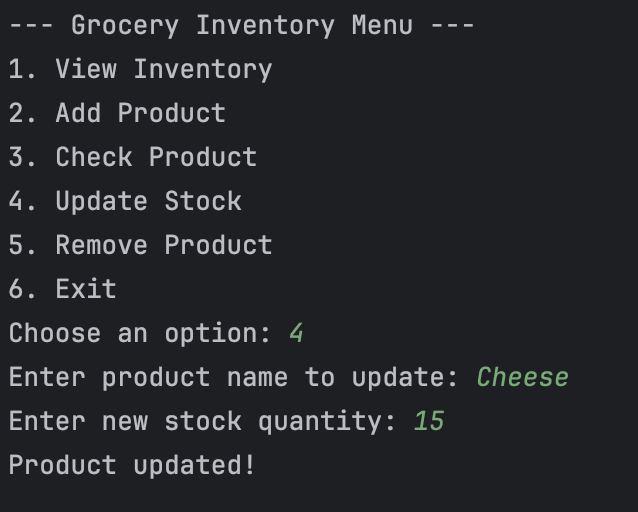 --- Grocery Inventory Menu ---
1. View Inventory
2. Add Product
3. Check Product
4. Update Stock
5. Remove Product
6. Exit
Choose an option: 4
Enter product name to update: Cheese
Enter new stock quantity: 15
Product updated!